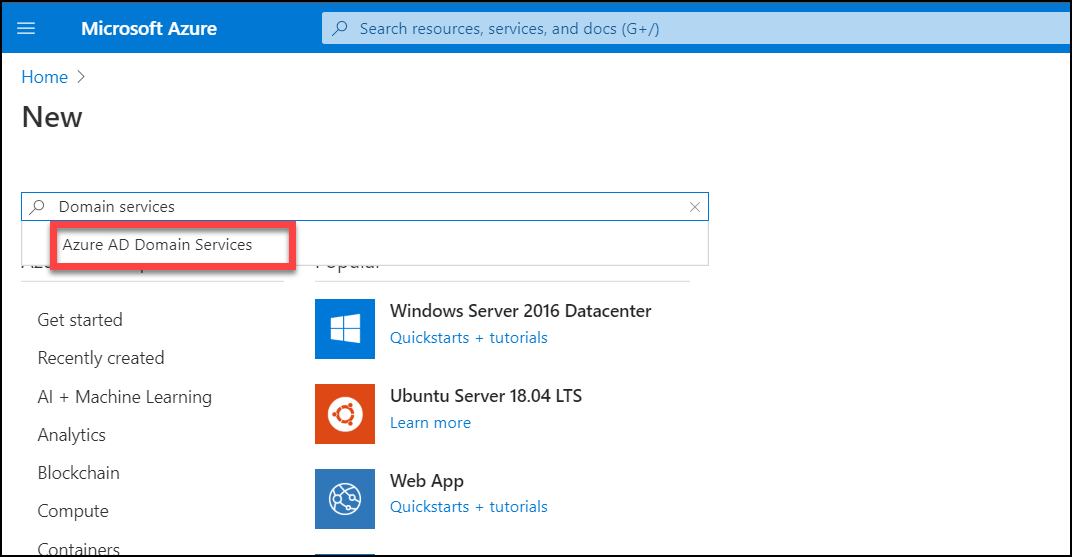 Microsoft Azure
Search resources, services, and docs (G+/)
Home
New
Domain services
Azure AD Domain Services
Popular
Get started
Recently created
AI + Machine Learning
Analytics
Blockchain
Compute
Containers
Windows Server 2016 Datacenter
Quickstarts + tutorials
Ubuntu Server 18.04 LTS
Learn more
Web App
Quickstarts + tutorials